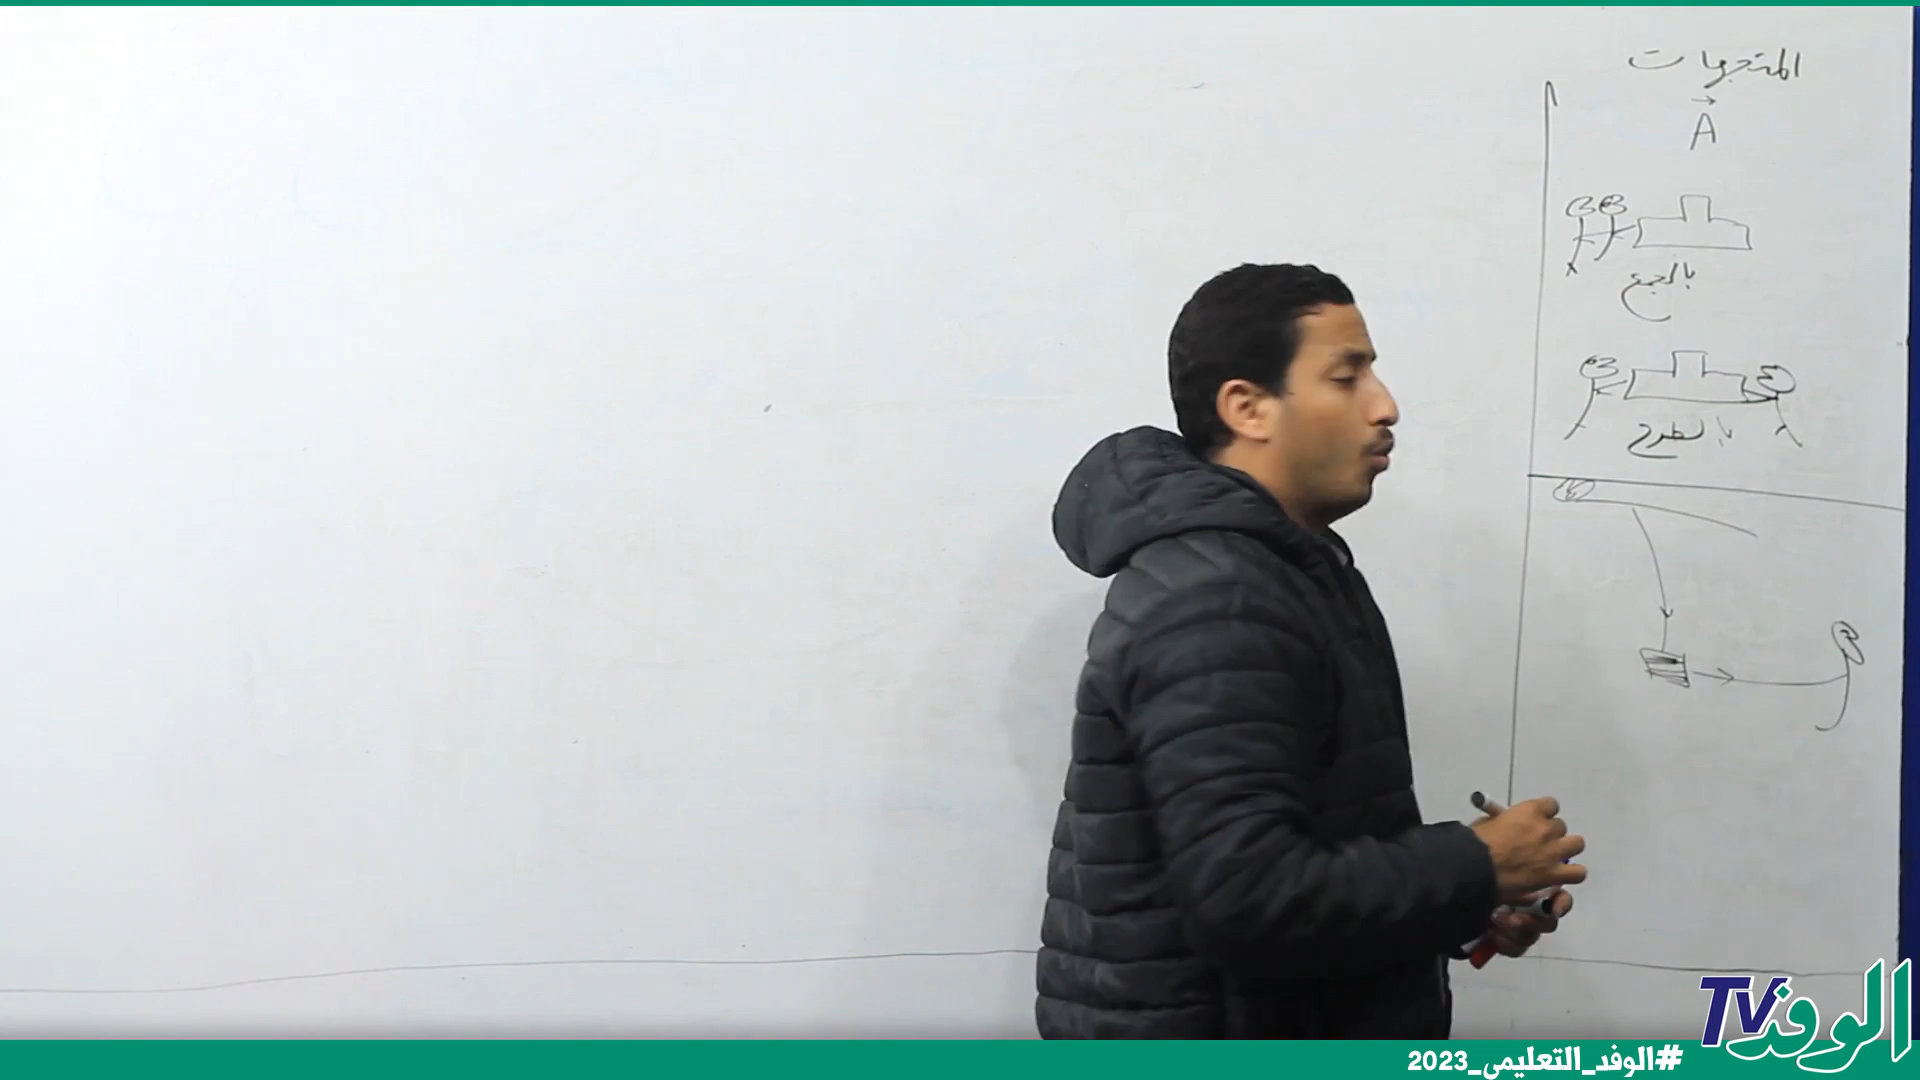 المتجهات
A
بالجمع
بالطرح
الوفد TV
#الوفد_التعليمي_2023